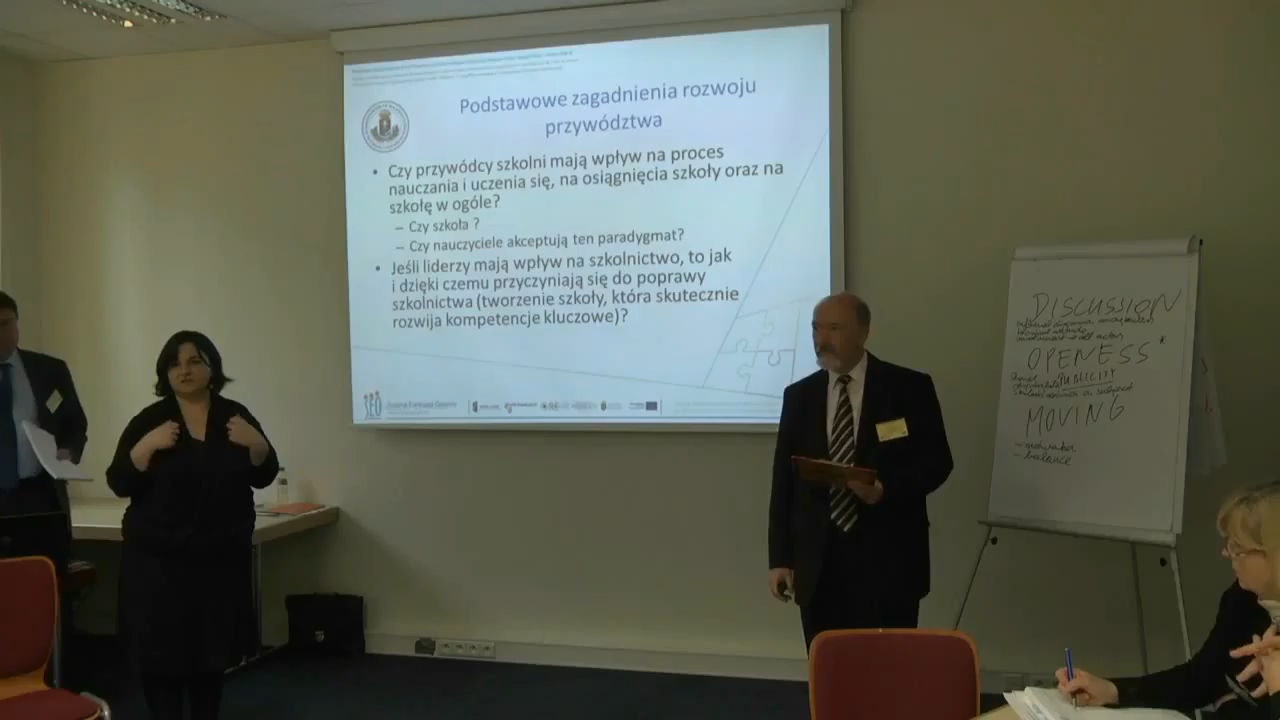 Podstawowe zagadnienia rozwoju
przywództwa
• Czy przywódcy szkolni mają wpływ na proces
nauczania i uczenia się, na osiągnięcia szkoły oraz na
szkołę w ogóle?
– Czy szkoła ?
– Czy nauczyciele akceptują ten paradygmat?
• Jeśli liderzy mają wpływ na szkolnictwo, to jak
i dzięki czemu przyczyniają się do poprawy
szkolnictwa (tworzenie szkoły, która skutecznie
rozwija kompetencje kluczowe)?
SEO
DISCUSSION
OPENESS *
PUBLICITY
MOVING
- balance